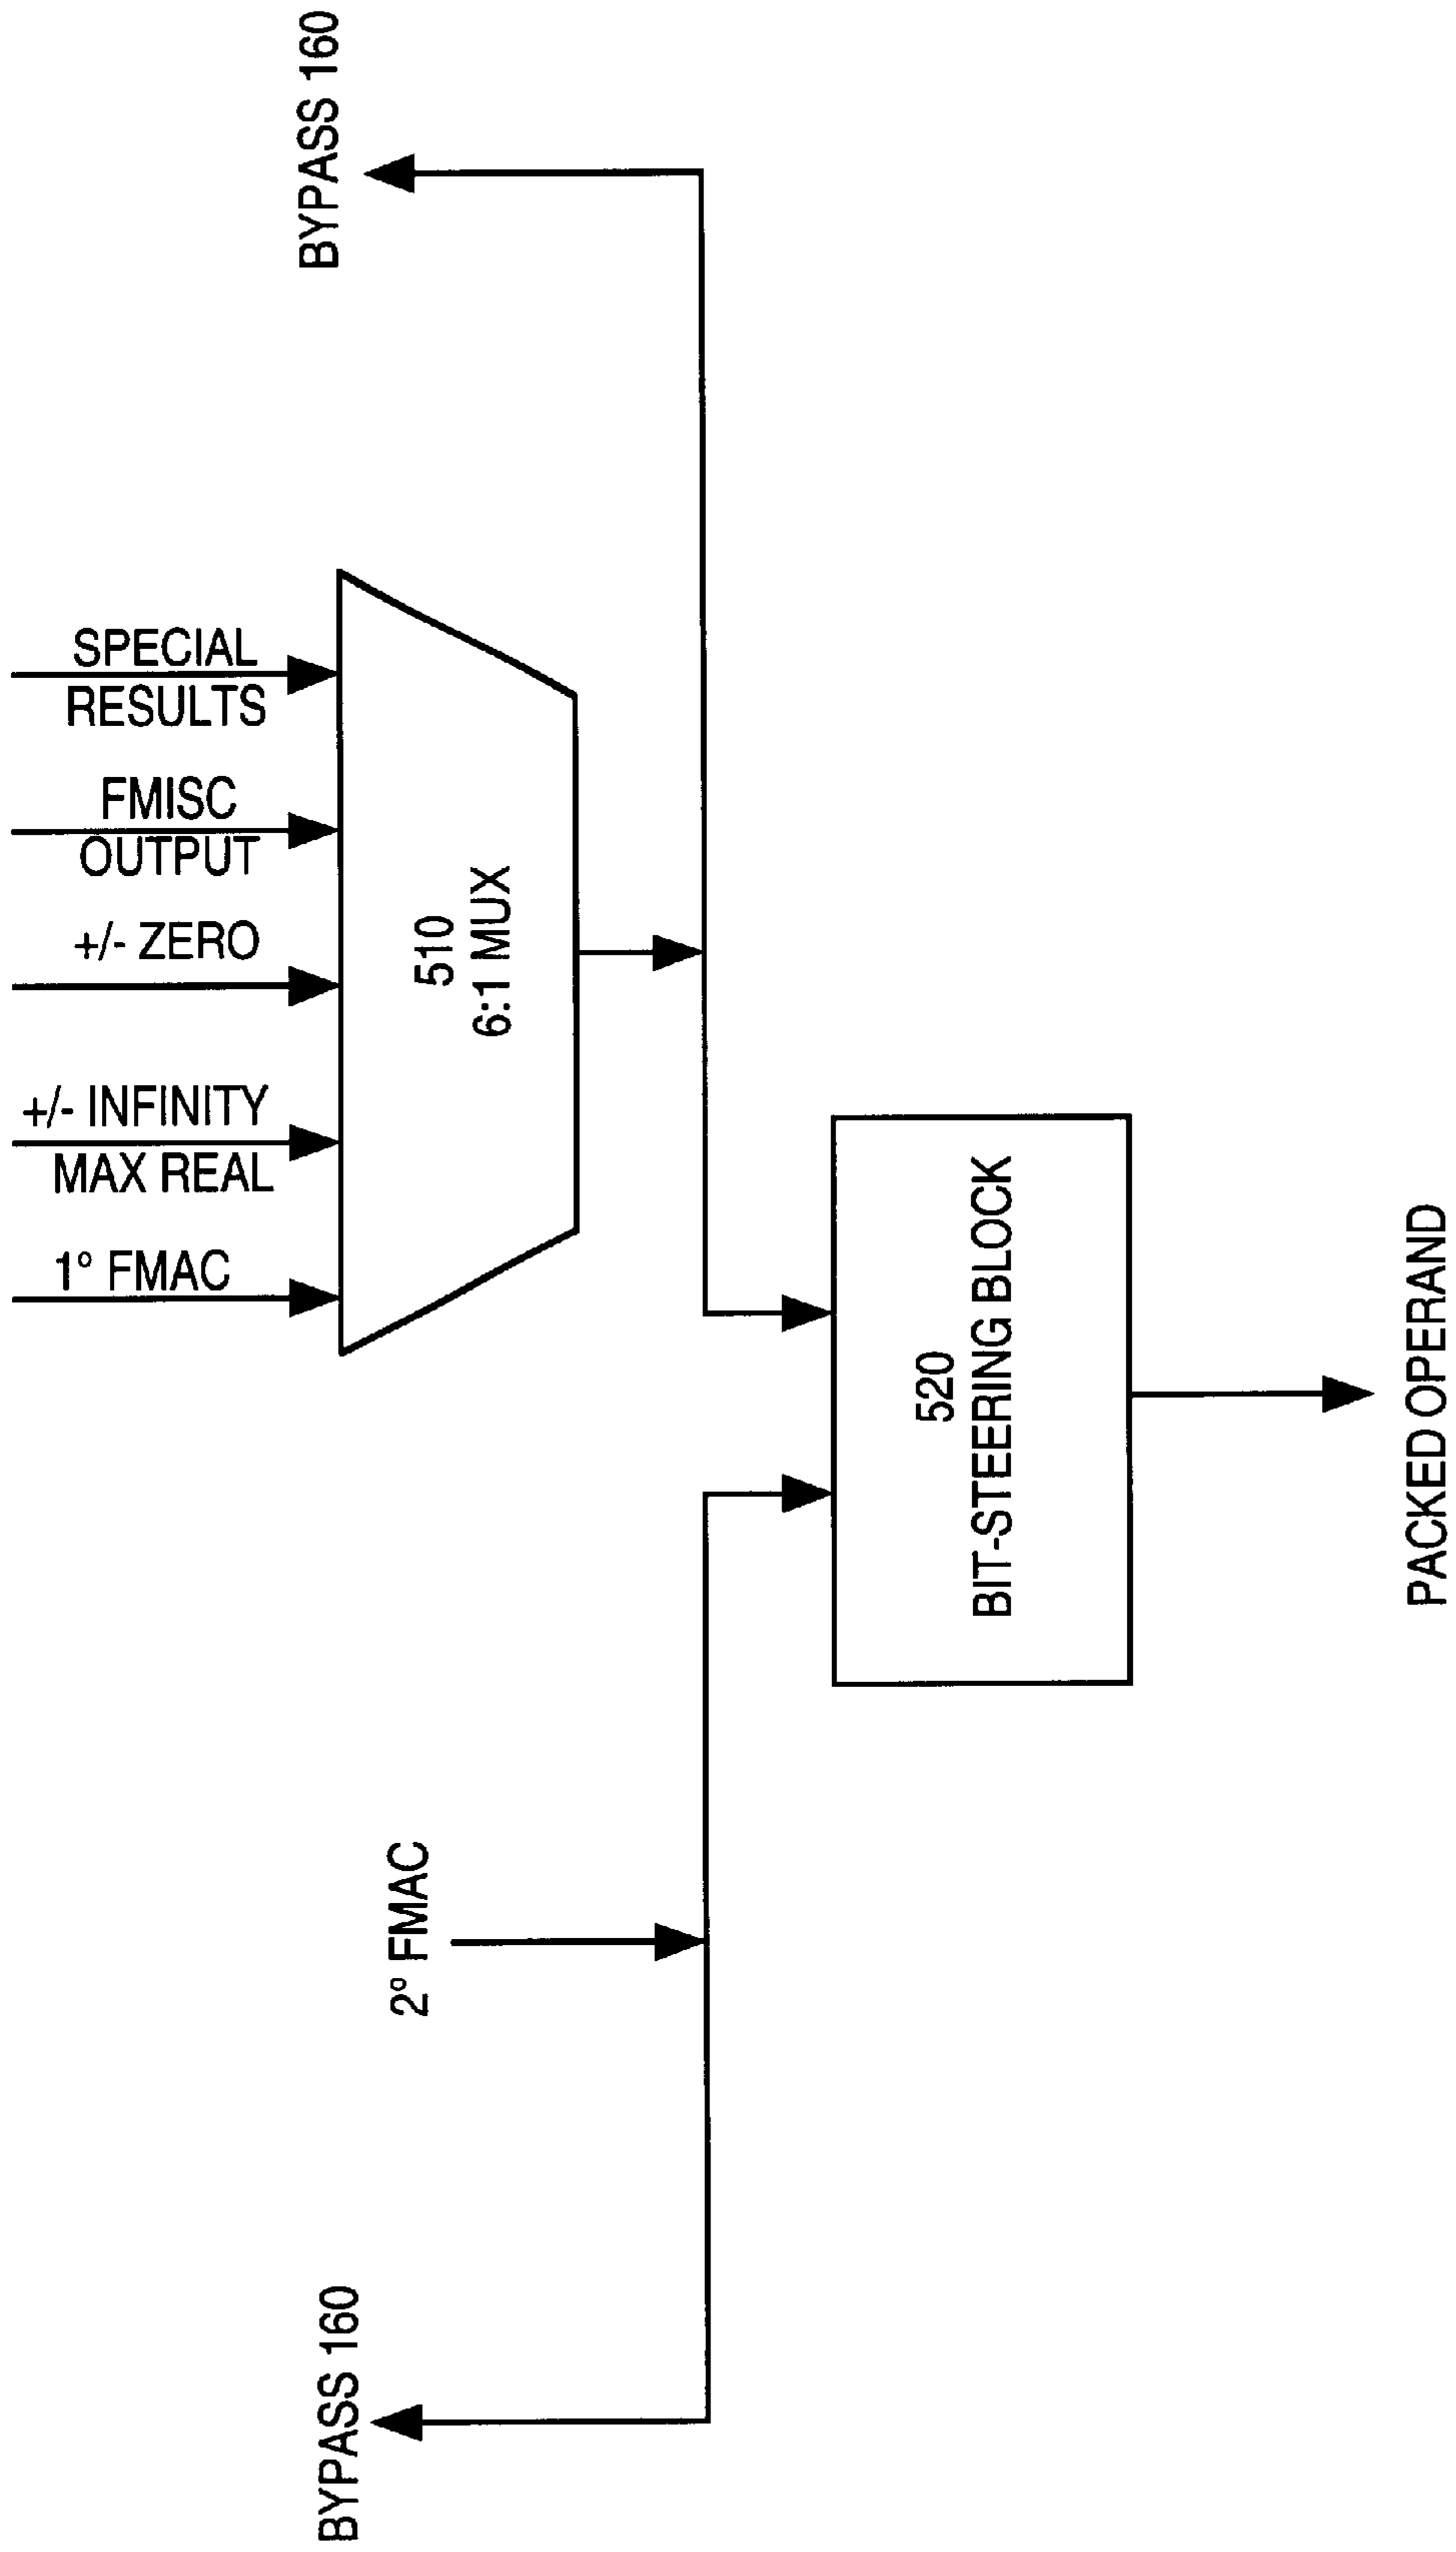 BYPASS 160
SPECIAL
RESULTS
FMISC
OUTPUT
+/- ZERO
+/- INFINITY
MAX REAL
1° FMAC
510
6:1 MUX
520
BIT-STEERING BLOCK
2° FMAC
BYPASS 160
PACKED OPERAND